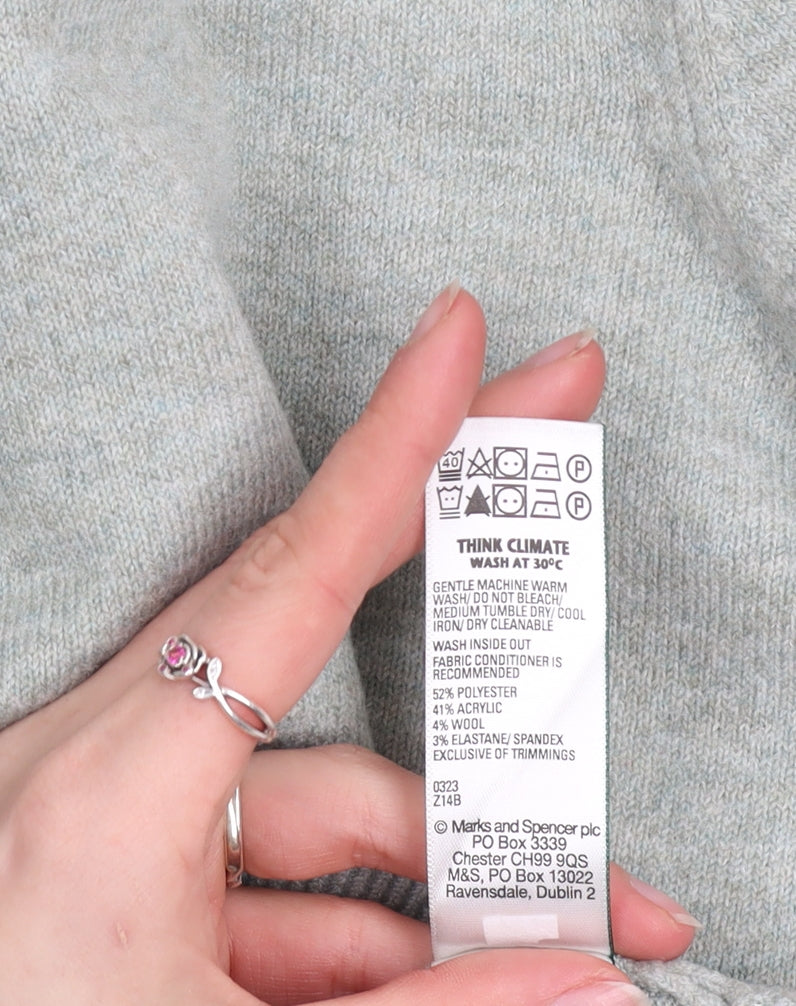 40 P
P
THINK CLIMATE
WASH AT 30ºC
GENTLE MACHINE WARM
WASH/ DO NOT BLEACH/
MEDIUM TUMBLE DRY/ COOL
IRON/ DRY CLEANABLE
WASH INSIDE OUT
FABRIC CONDITIONER IS
RECOMMENDED
52% POLYESTER
41% ACRYLIC
4% WOOL
3% ELASTANE/ SPANDEX
EXCLUSIVE OF TRIMMINGS
0323
Z14B
© Marks and Spencer plc
PO Box 3339
Chester CH99 9QS
M&S, PO Box 13022
Ravensdale, Dublin 2